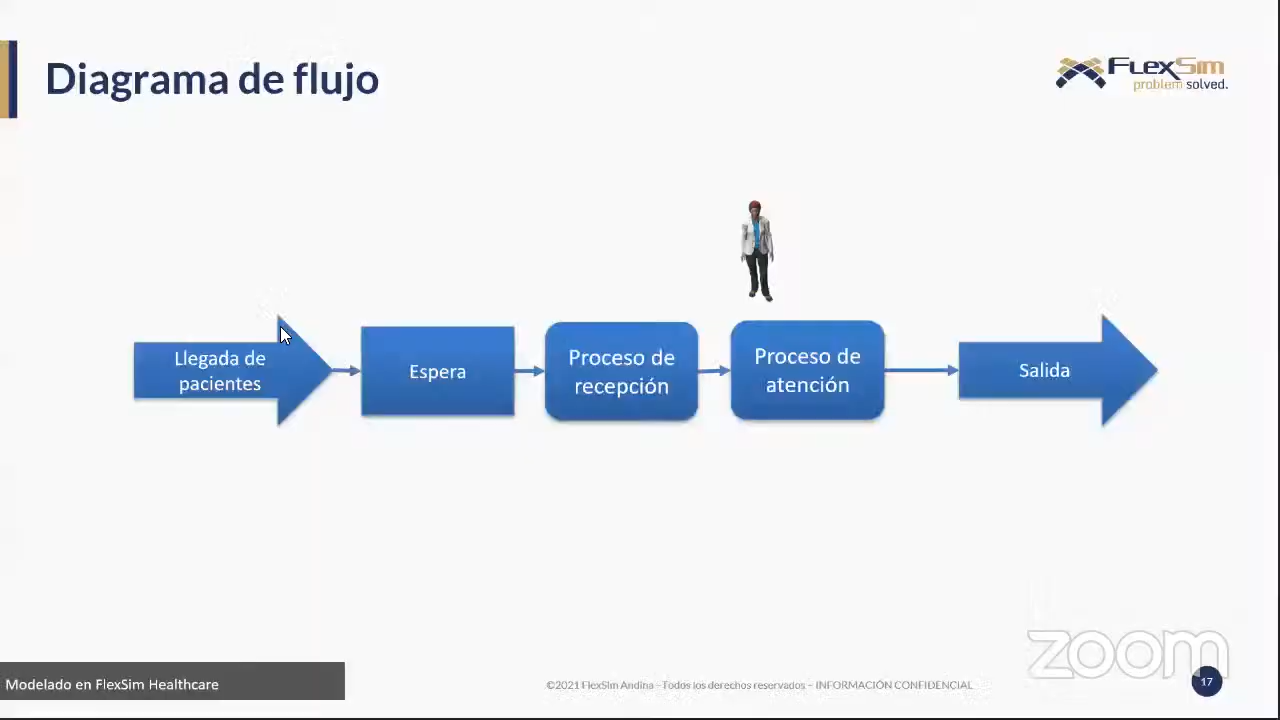 Diagrama de flujo
FLEXSIM
problem solved.
Llegada de
pacientes
Espera
Proceso de
recepción
Proceso de
atención
Salida
zoom
Modelado en FlexSim Healthcare
©2021 FlexSim Andina - Todos los derechos reservados – INFORMACIÓN CONFIDENCIAL
17